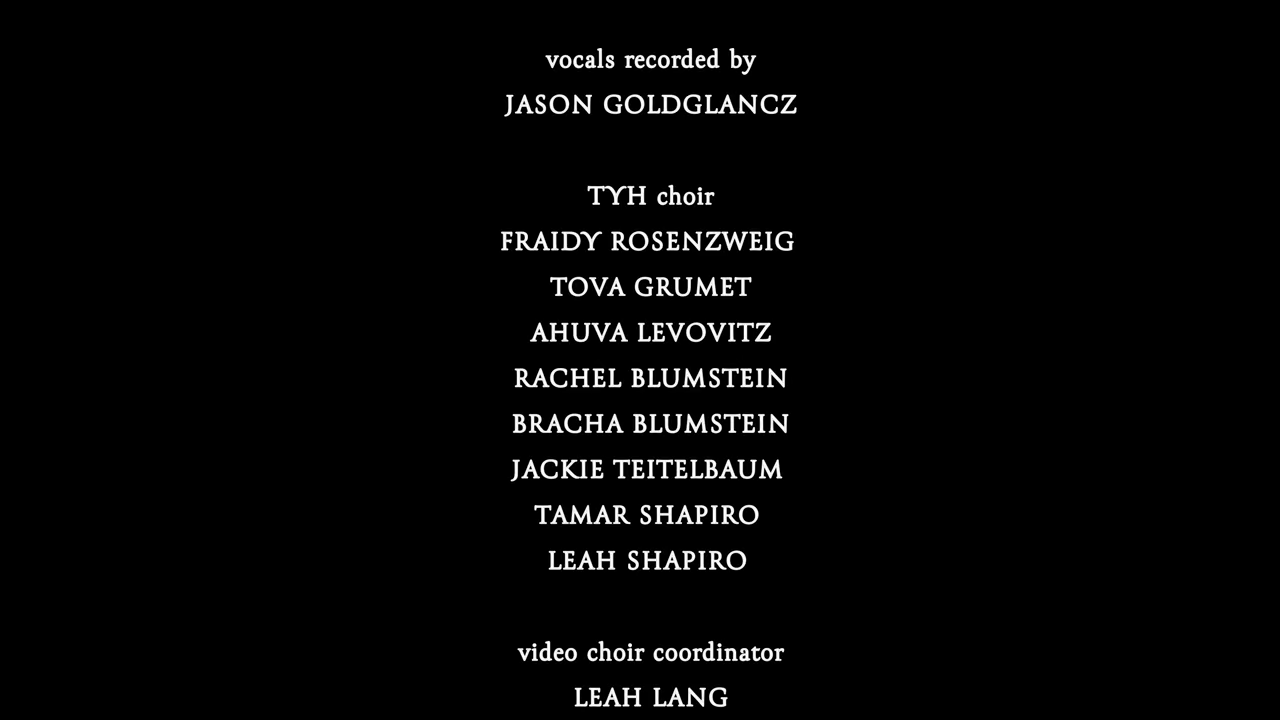 vocals recorded by
JASON GOLDGLANCZ
TYH choir
FRAIDY ROSENZWEIG
TOVA GRUMET
AHUVA LEVOVITZ
RACHEL BLUMSTEIN
BRACHA BLUMSTEIN
JACKIE TEITELBAUM
TAMAR SHAPIRO
LEAH SHAPIRO
video choir coordinator
LEAH LANG